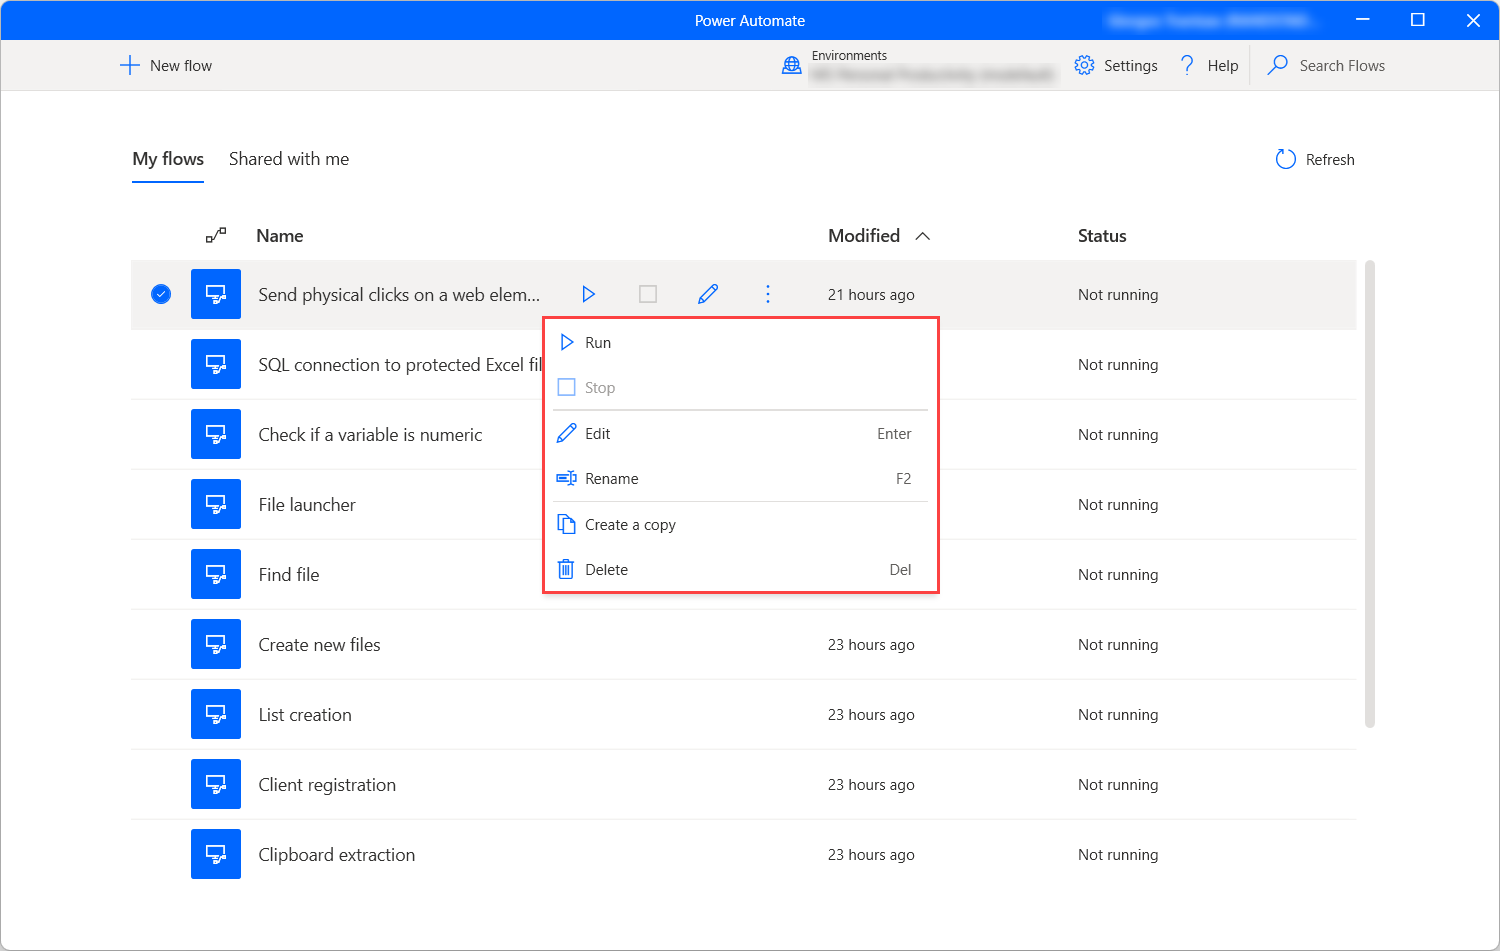 Power Automate
New flow
Environments
Settings
Help
Search Flows
My flows
Shared with me
Refresh
Name
Modified
Status
Send physical clicks on a web elem...
21 hours ago
Not running
Run
SQL connection to protected Excel fil
Not running
Stop
Check if a variable is numeric
Edit
Enter
Not running
Rename
F2
File launcher
Not running
Create a copy
Find file
Delete
Del
Not running
Create new files
23 hours ago
Not running
List creation
23 hours ago
Not running
Client registration
23 hours ago
Not running
Clipboard extraction
23 hours ago
Not running